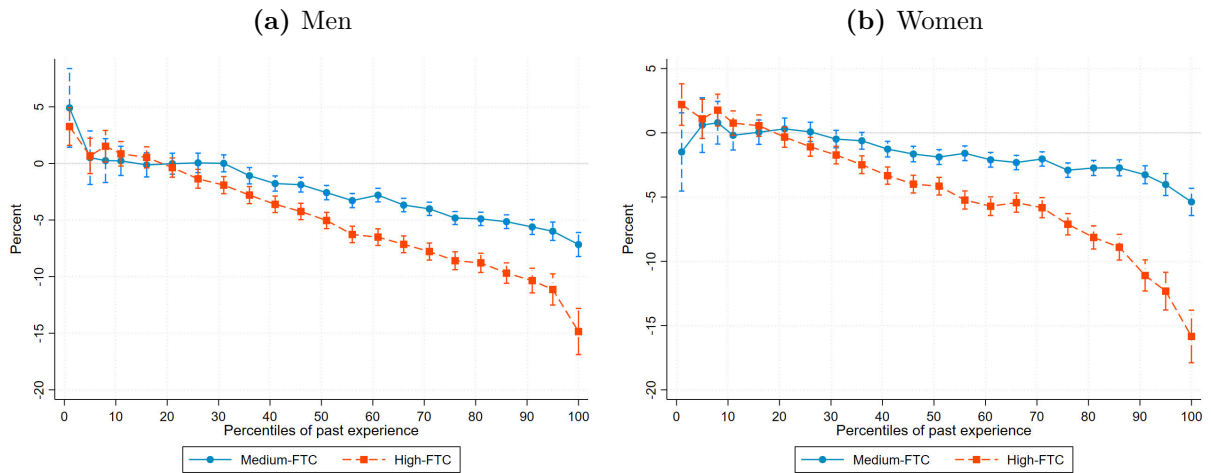 (a) Men
Percent
5
0
-5
-10
-15
-20
0 10 20 30 40 50 60 70 80 90 100
Percentiles of past experience
Medium-FTC High-FTC
(b) Women
5
0
-5
-10
-15
-20
0 10 20 30 40 50 60 70 80 90 100
Percentiles of past experience
Medium-FTC High-FTC